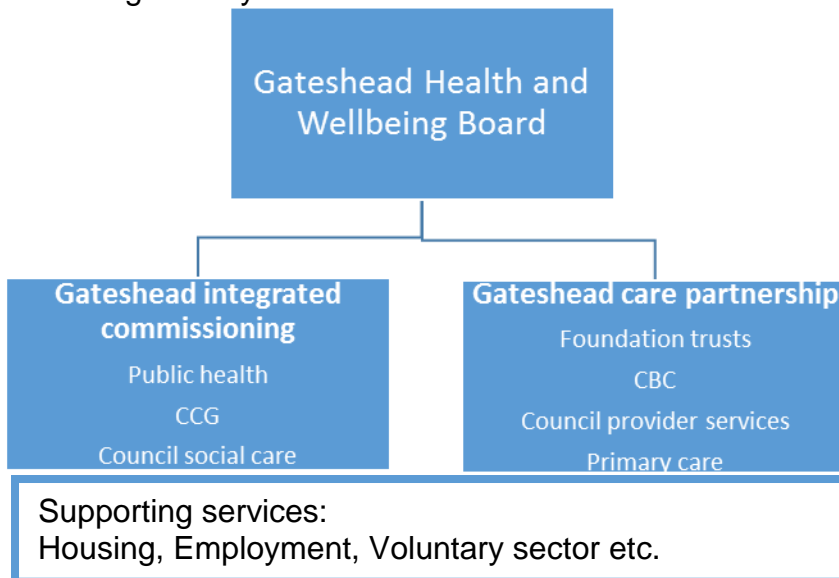 Gateshead Health and
Wellbeing Board
Gateshead integrated
commissioning
Public health
CCG
Council social care
Gateshead care partnership
Foundation trusts
CBC
Council provider services
Primary care
Supporting services:
Housing, Employment, Voluntary sector etc.